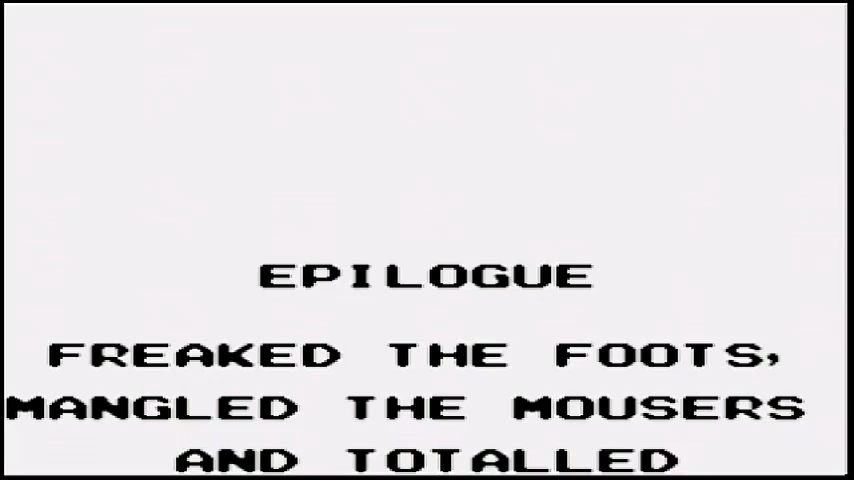 EPILOGUE
FREAKED THE FOOTS,
MANGLED THE MOUSERS
AND TOTALLED